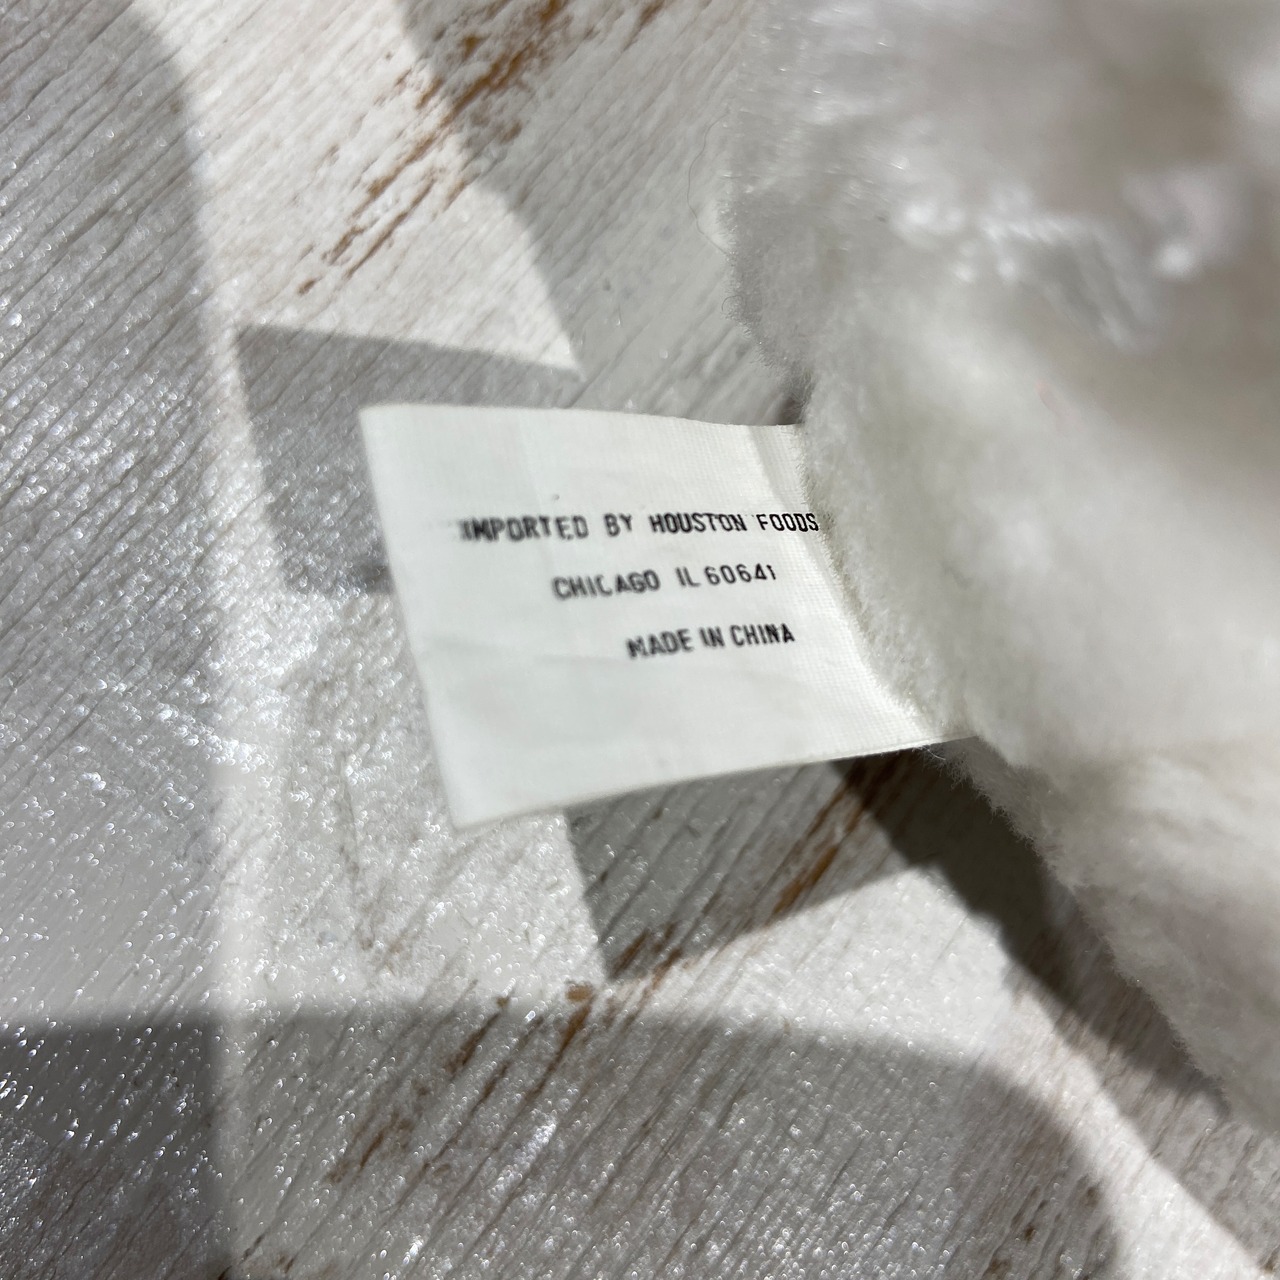 IMPORTED BY HOUSTON FOODS
CHICAGO IL 60641
MADE IN CHINA